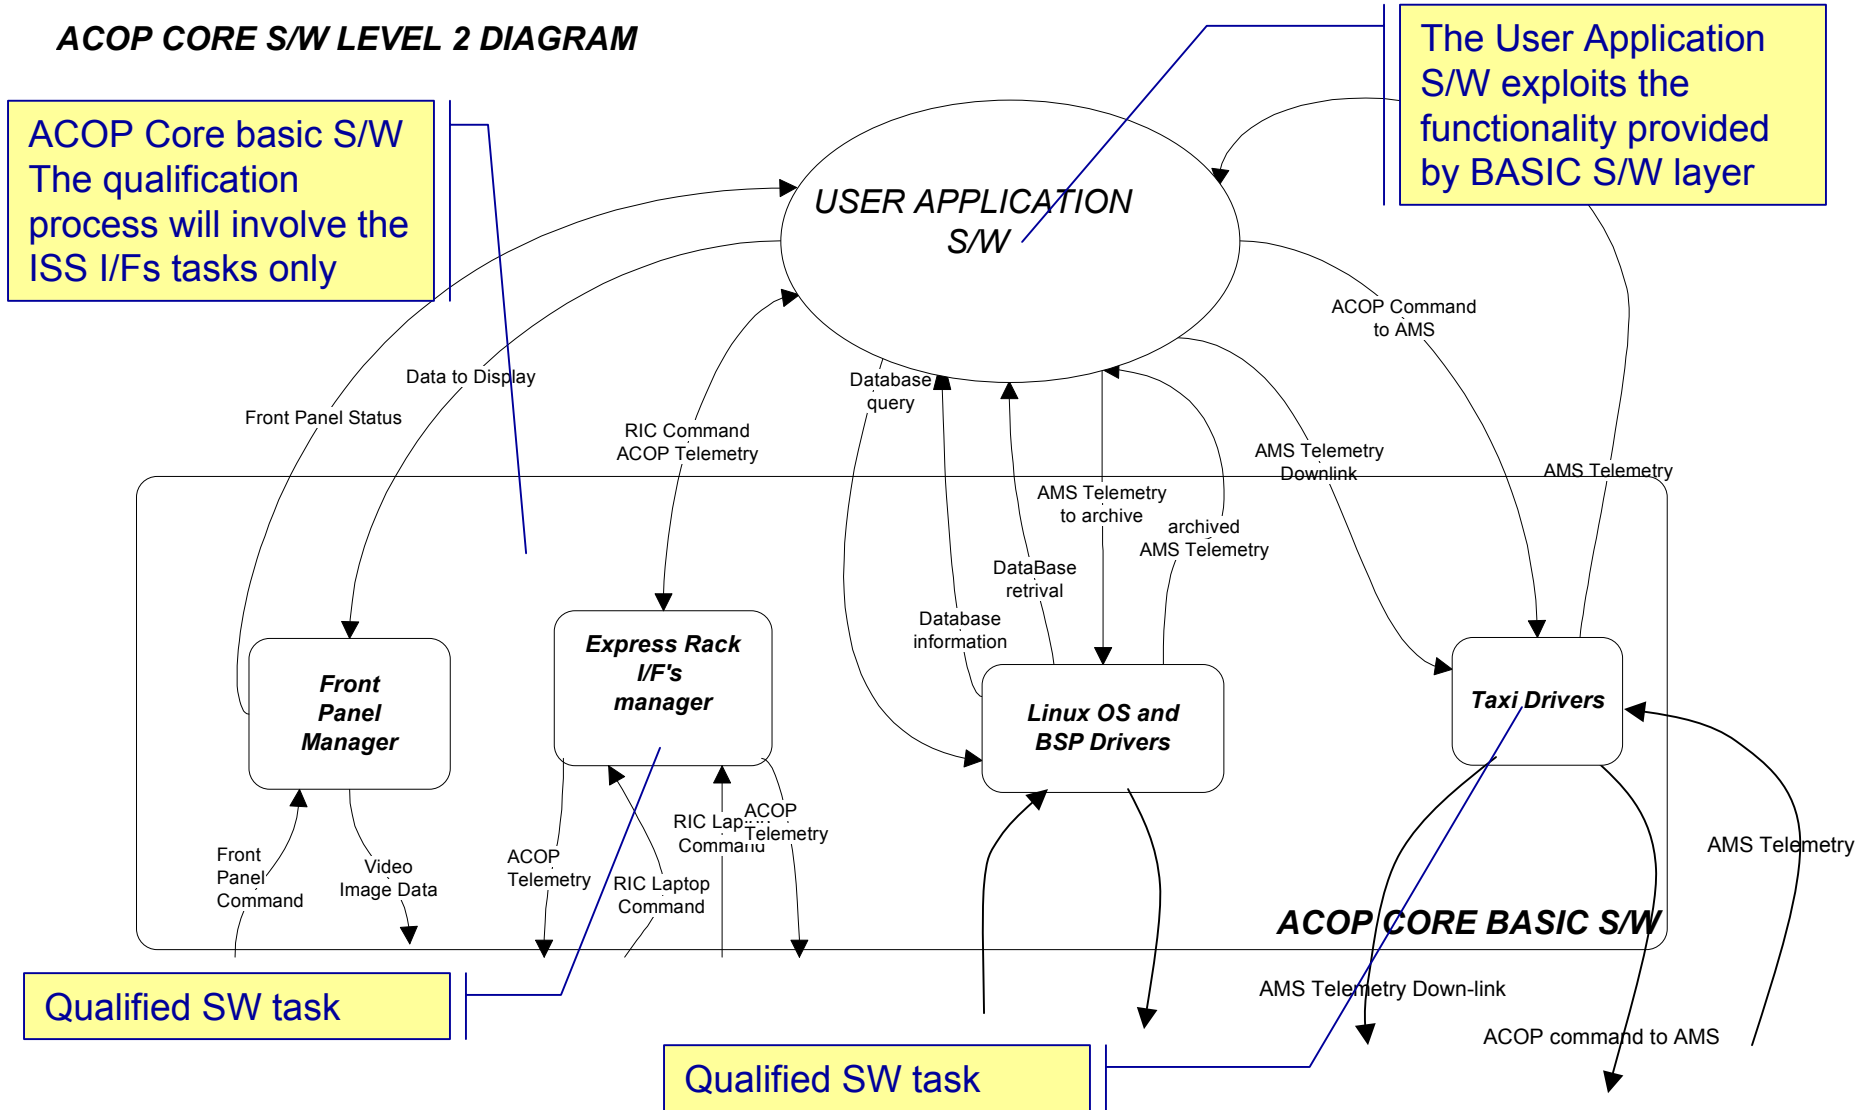 ACOP CORE S/W LEVEL 2 DIAGRAM
The User Application
S/W exploits the
functionality provided
by BASIC S/W layer
ACOP Core basic S/W
The qualification
process will involve the
ISS I/Fs tasks only
USER APPLICATION
S/W
ACOP Command
to AMS
Data to Display
Front Panel Status
Database
query
RIC Command
ACOP Telemetry
AMS Telemetry
Downlink
AMS Telemetry
AMS Telemetry
to archive
archived
AMS Telemetry
DataBase
retrival
Database
information
Front
Panel
Manager
Express Rack
I/F's
manager
Linux OS and
BSP Drivers
Taxi Drivers
Front
Panel
Command
Video
Image Data
ACOP
Telemetry
RIC Laptop
Command
RIC Laptop
Command
ACOP
Telemetry
AMS Telemetry
ACOP CORE BASIC S/W
AMS Telemetry Down-link
ACOP command to AMS
Qualified SW task
Qualified SW task